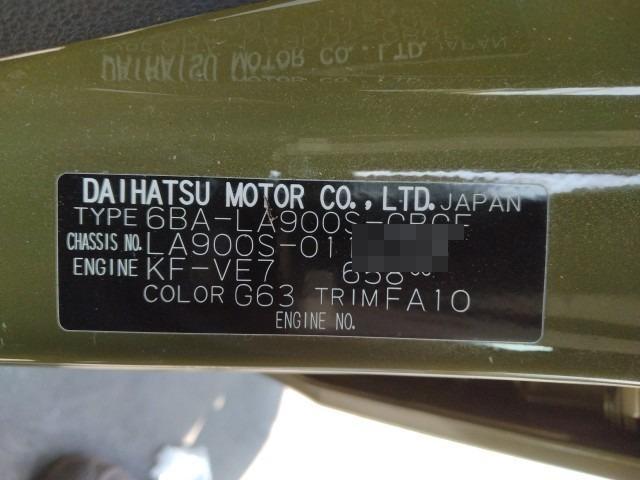 DAIHATSU MOTOR CO., LTD. JAPAN
TYPE 6BA-LA900S-GBGF
CHASSIS NO. LA900S-01
ENGINE KF-VE7 658
COLOR G63 TRIM FA10
ENGINE NO.